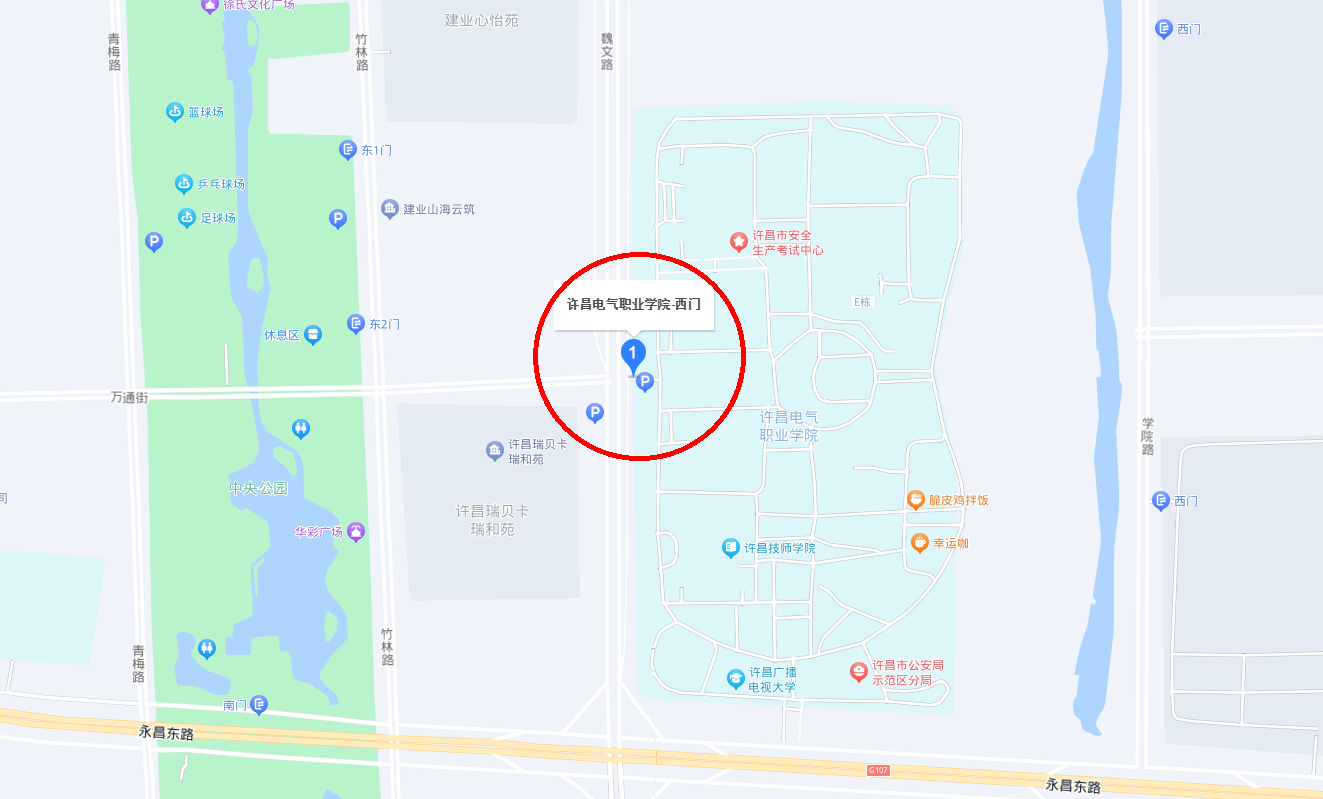 徐氏文化广场
建业心怡苑
西门
青梅路
竹林路
魏文路
篮球场
东1门
乒乓球场
建业山海云筑
足球场
许昌市安全
生产考试中心
许昌电气职业学院-西门
E栋
东2门
休息区
1
万通街
许昌电气
职业学院
学院路
许昌瑞贝卡
瑞和苑
中央公园
司
脆皮鸡拌饭
西门
许昌瑞贝卡
瑞和苑
华彩广场
幸运咖
许昌技师学院
青梅路
竹林路
许昌广播
电视大学
许昌市公安局
示范区分局
南门
永昌东路
G107
永昌东路